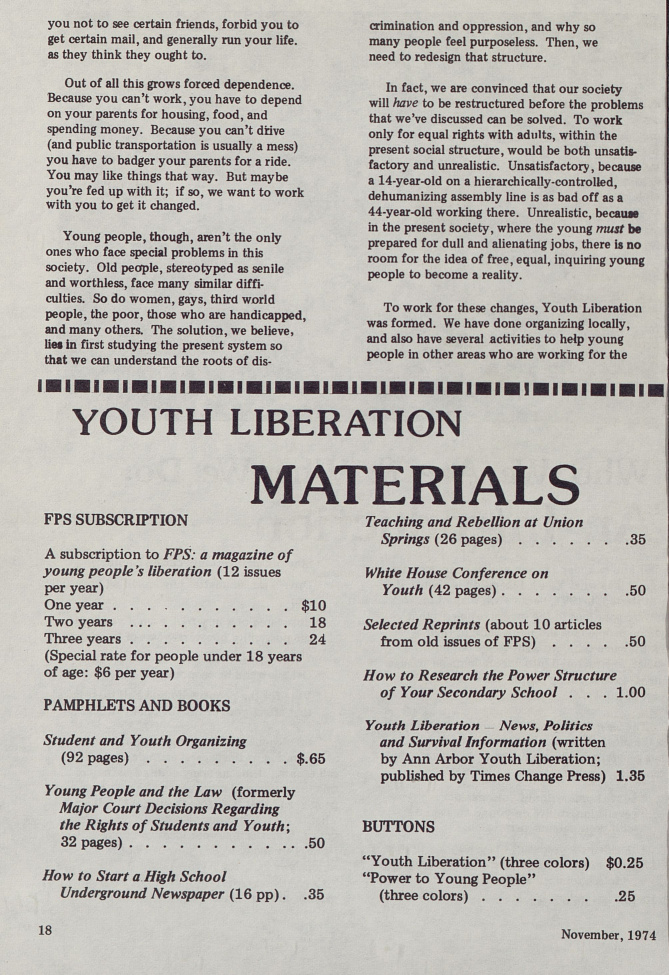 you not to see certain friends, forbid you to
get certain mail, and generally run your life.
as they think they ought to.
Out of all this grows forced dependence.
Because you can't work, you have to depend
on your parents for housing, food, and
spending money. Because you can't drive
(and public transportation is usually a mess)
you have to badger your parents for a ride.
You may like things that way. But maybe
you're fed up with it; if so, we want to work
with you to get it changed.
Young people, though, aren't the only
ones who face special problems in this
society. Old people, stereotyped as senile
and worthless, face many similar diffi-
culties. So do women, gays, third world
people, the poor, those who are handicapped,
and many others. The solution, we believe,
lies in first studying the present system so
that we can understand the roots of dis-
crimination and oppression, and why so
many people feel purposeless. Then, we
need to redesign that structure.
In fact, we are convinced that our society
will have to be restructured before the problems
that we've discussed can be solved. To work
only for equal rights with adults, within the
present social structure, would be both unsatis-
factory and unrealistic. Unsatisfactory, because
a 14-year-old on a hierarchically-controlled,
dehumanizing assembly line is as bad off as a
44-year-old working there. Unrealistic, because
in the present society, where the young must be
prepared for dull and alienating jobs, there is no
room for the idea of free, equal, inquiring young
people to become a reality.
To work for these changes, Youth Liberation
was formed. We have done organizing locally,
and also have several activities to help young
people in other areas who are working for the
YOUTH LIBERATION
MATERIALS
FPS SUBSCRIPTION
A subscription to FPS: a magazine of
young people's liberation (12 issues
per year)
One year . . . . . . . . . . . $10
Two years . . . . . . . . . . 18
Three years . . . . . . . . . . 24
(Special rate for people under 18 years
of age: $6 per year)
PAMPHLETS AND BOOKS
Student and Youth Organizing
(92 pages) . . . . . . . . . $.65
Young People and the Law (formerly
Major Court Decisions Regarding
the Rights of Students and Youth;
32 pages) . . . . . . . . . . . .50
How to Start a High School
Underground Newspaper (16 pp) . .35
Teaching and Rebellion at Union
Springs (26 pages) . . . . . . .35
White House Conference on
Youth (42 pages) . . . . . . . .50
Selected Reprints (about 10 articles
from old issues of FPS) . . . . .50
How to Research the Power Structure
of Your Secondary School . . . 1.00
Youth Liberation — News, Politics
and Survival Information (written
by Ann Arbor Youth Liberation;
published by Times Change Press) 1.35
BUTTONS
"Youth Liberation" (three colors) $0.25
"Power to Young People"
(three colors) . . . . . . . .25
18
November, 1974